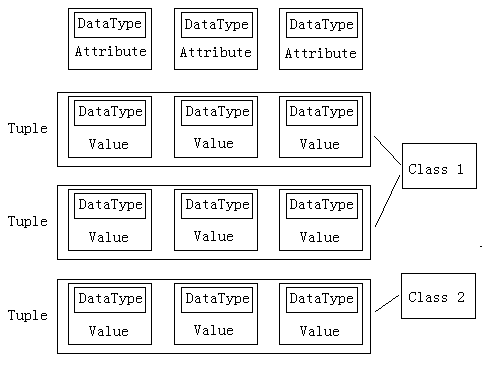 DataType DataType DataType
Attribute Attribute Attribute
Tuple
DataType DataType DataType
Value Value Value
Class 1
Tuple
DataType DataType DataType
Value Value Value
Class 2
Tuple
DataType DataType DataType
Value Value Value